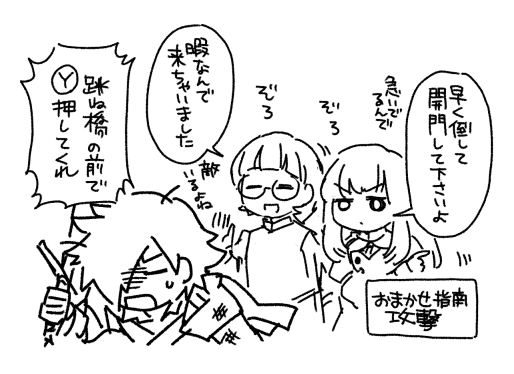 早く倒して
開門して下さいよ
急いで
るんで
ぞろ
ぞろ
暇なんで
来ちゃいました
敵
いるよね
跳ね橋の前で
Ⓨ押してくれ
おまかせ指南
攻撃